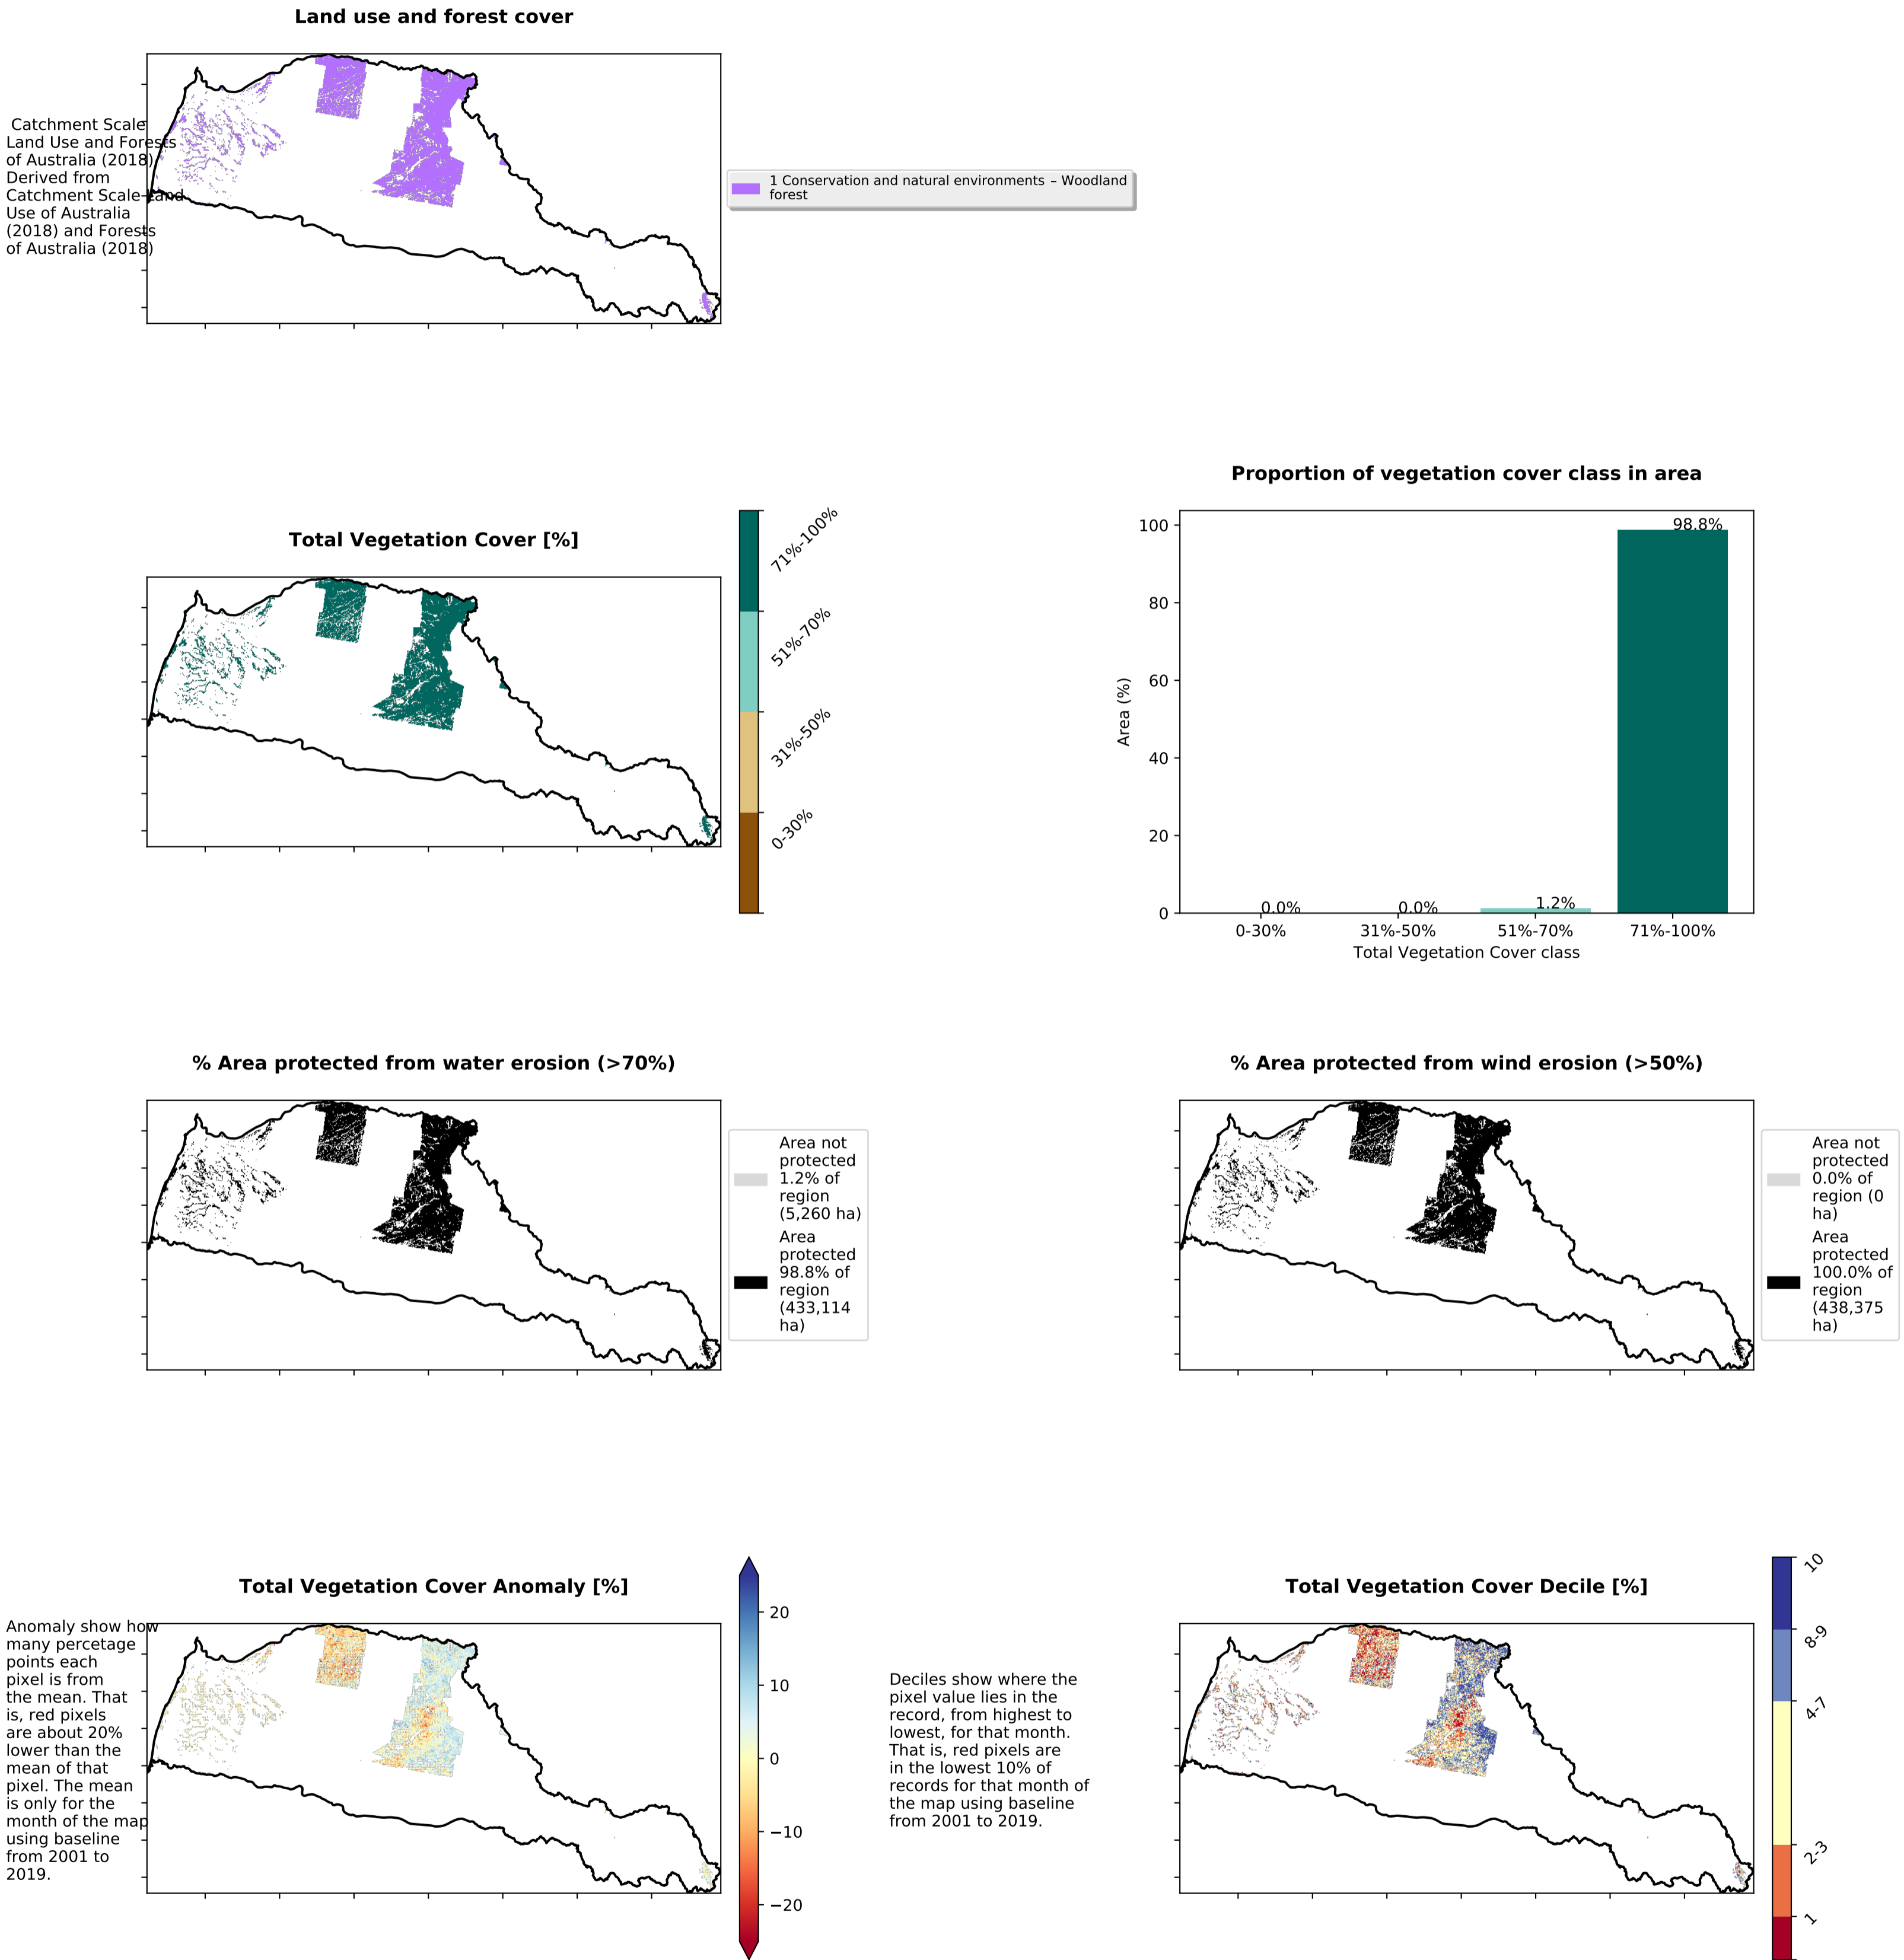 Land use and forest cover
Catchment Scale
Land Use and Forests
of Australia (2018)
Derived from
Catchment Scale Land
Use of Australia
(2018) and Forests
of Australia (2018)
1 Conservation and natural environments – Woodland
forest
Total Vegetation Cover [%]
71%-100%
51%-70%
31%-50%
0-30%
Proportion of vegetation cover class in area
Area (%)
100
80
60
40
20
0
0.0%
0.0%
1.2%
98.8%
0-30%
31%-50%
51%-70%
71%-100%
Total Vegetation Cover class
% Area protected from water erosion (>70%)
Area not
protected
1.2% of
region
(5,260 ha)
Area
protected
98.8% of
region
(433,114
ha)
% Area protected from wind erosion (>50%)
Area not
protected
0.0% of
region (0
ha)
Area
protected
100.0% of
region
(438,375
ha)
Total Vegetation Cover Anomaly [%]
Anomaly show how
many percetage
points each
pixel is from
the mean. That
is, red pixels
are about 20%
lower than the
mean of that
pixel. The mean
is only for the
month of the map
using baseline
from 2001 to
2019.
20
10
0
−10
−20
Total Vegetation Cover Decile [%]
Deciles show where the
pixel value lies in the
record, from highest to
lowest, for that month.
That is, red pixels are
in the lowest 10% of
records for that month of
the map using baseline
from 2001 to 2019.
10
8-9
4-7
2-3
1